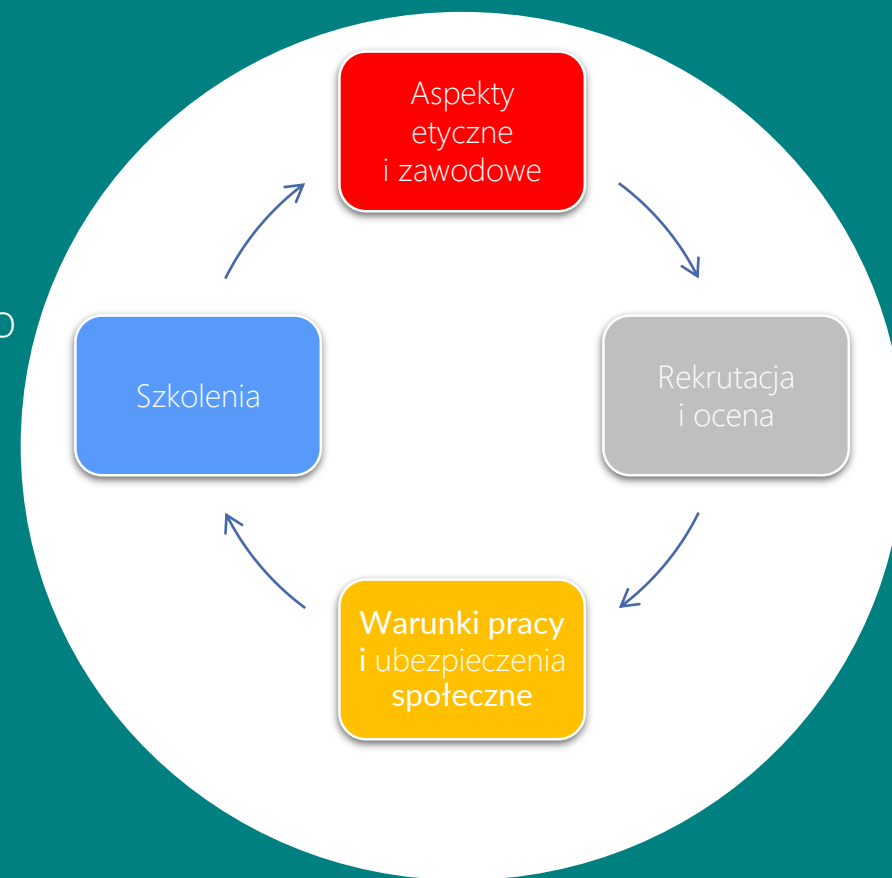 Aspekty
etyczne
i zawodowe
o
Szkolenia
Rekrutacja
i ocena
Warunki pracy
i ubezpieczenia
społeczne